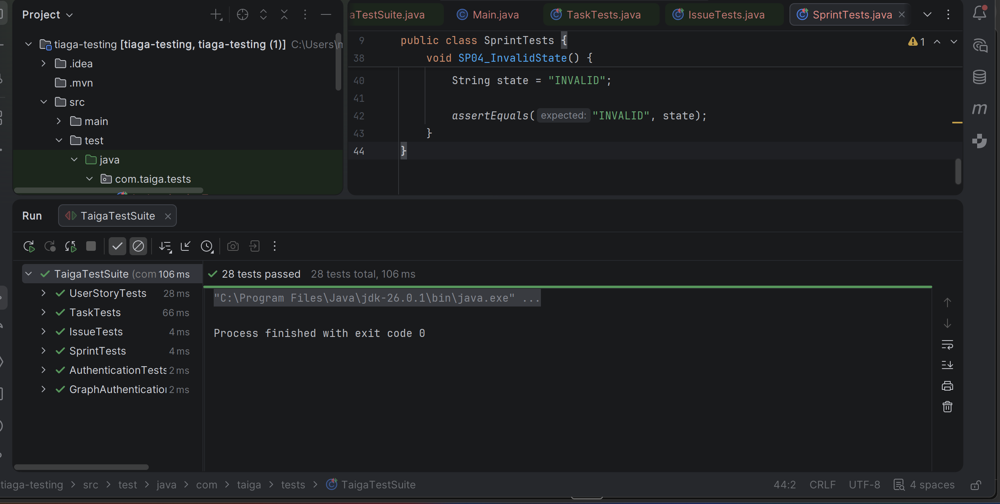 Project
aTestSuite.java Main.java TaskTests.java IssueTests.java SprintTests.java
tiaga-testing [tiaga-testing, tiaga-testing (1)] C:\Users\
.idea
.mvn
src
main
test
java
com.taiga.tests
9 public class SprintTests {
1
38 void SP04_InvalidState() {
40 String state = "INVALID";
41
42 assertEquals( expected: "INVALID", state);
43 }
44 }
Run TaigaTestSuite
TaigaTestSuite (com 106 ms
UserStoryTests 28 ms
TaskTests 66 ms
IssueTests 4 ms
SprintTests 4 ms
AuthenticationTests 2 ms
GraphAuthentication 2 ms
28 tests passed 28 tests total, 106 ms
"C:\Program Files\Java\jdk-26.0.1\bin\java.exe" ...
Process finished with exit code 0
tiaga-testing > src > test > java > com > taiga > tests > TaigaTestSuite
44:2 CRLF UTF-8 4 spaces